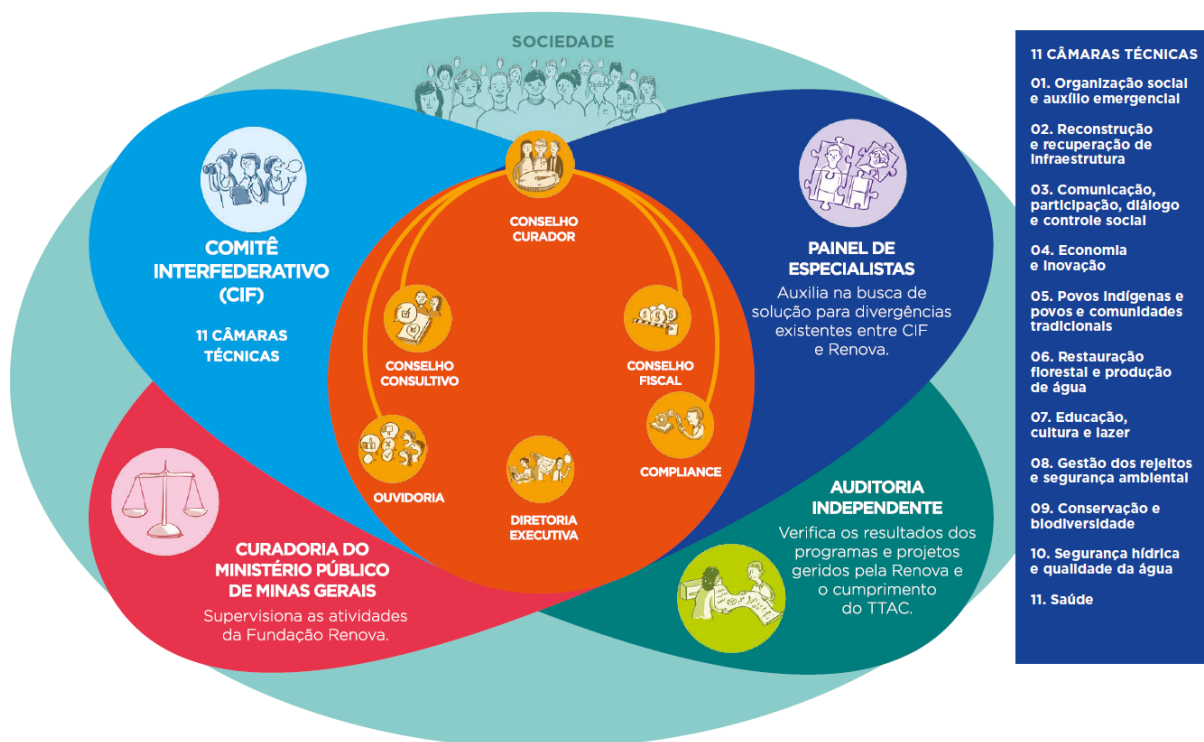 SOCIEDADE
COMITÊ
INTERFEDERATIVO
(CIF)
11 CÂMARAS
TÉCNICAS
CONSELHO
CURADOR
PAINEL DE
ESPECIALISTAS
Auxilia na busca de
solução para divergências
existentes entre CIF
e Renova.
CONSELHO
CONSULTIVO
CONSELHO
FISCAL
OUVIDORIA
DIRETORIA
EXECUTIVA
COMPLIANCE
CURADORIA DO
MINISTÉRIO PÚBLICO
DE MINAS GERAIS
Supervisiona as atividades
da Fundação Renova.
AUDITORIA
INDEPENDENTE
Verifica os resultados dos
programas e projetos
geridos pela Renova e
o cumprimento
do TTAC.
11 CÂMARAS TÉCNICAS
01. Organização social
e auxílio emergencial
02. Reconstrução
e recuperação de
Infraestrutura
03. Comunicação,
participação, diálogo
e controle social
04. Economia
e Inovação
05. Povos Indígenas e
povos e comunidades
tradicionais
06. Restauração
florestal e produção
de água
07. Educação,
cultura e lazer
08. Gestão dos rejeitos
e segurança ambiental
09. Conservação e
biodiversidade
10. Segurança hídrica
e qualidade da água
11. Saúde